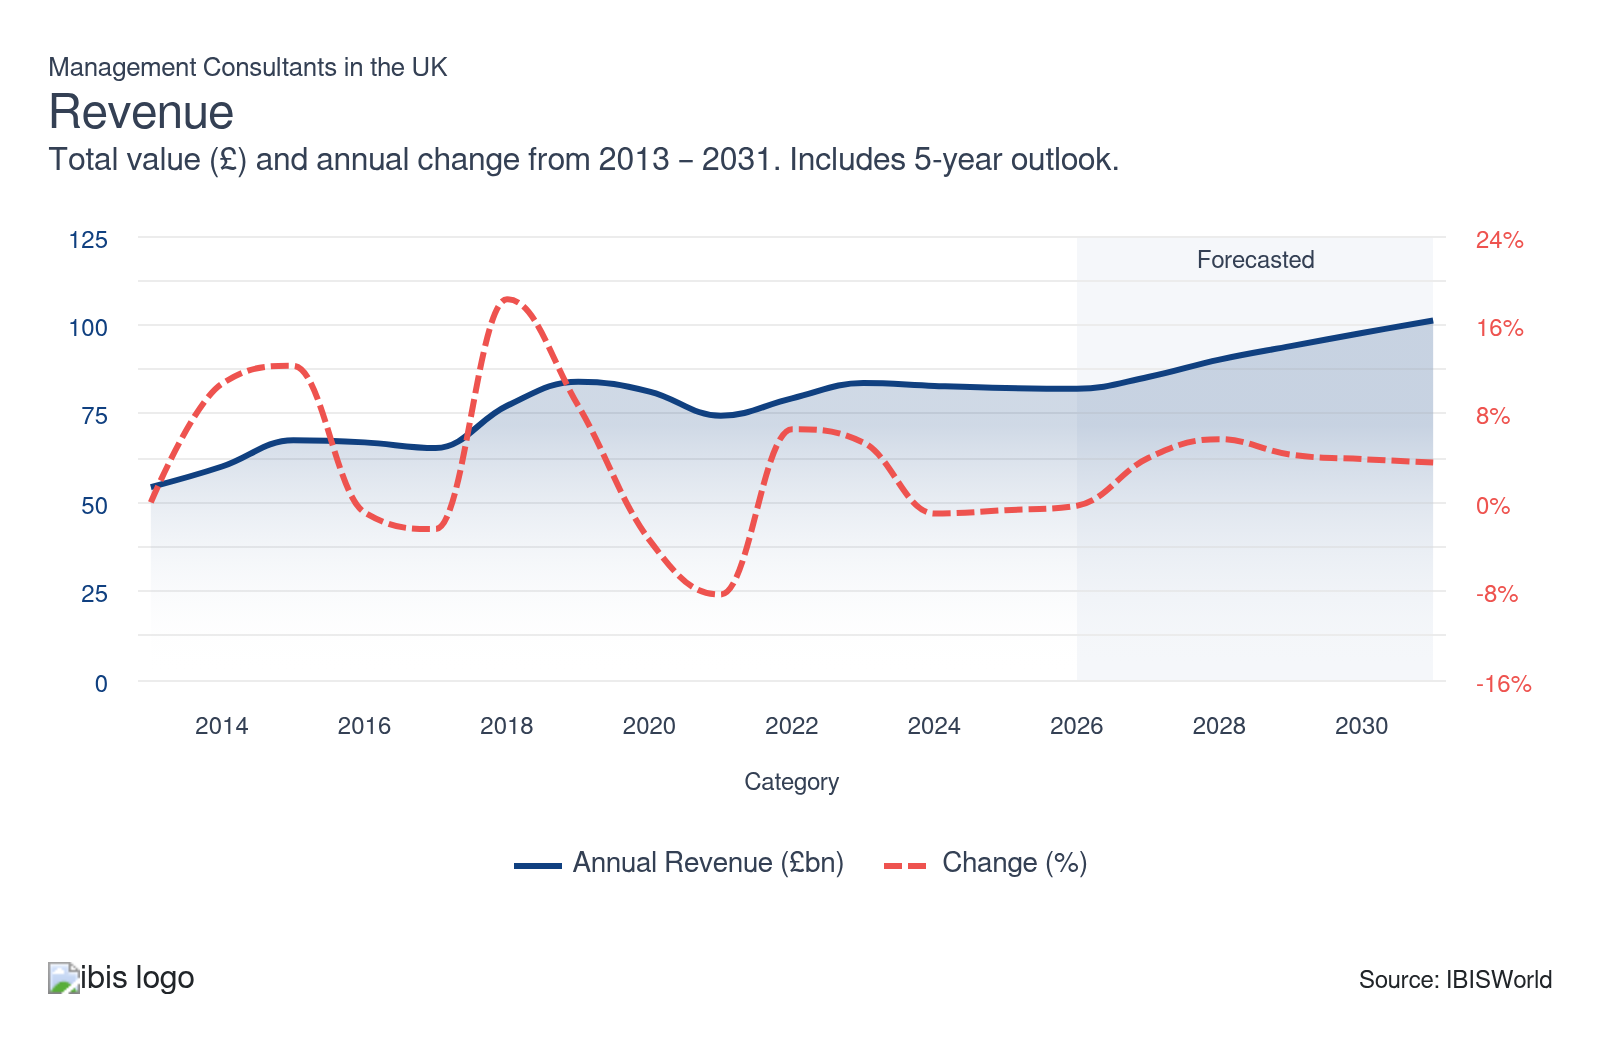 Management Consultants in the UK
Revenue
Total value (£) and annual change from 2013 – 2031. Includes 5-year outlook.
125
24%
Forecasted
100
16%
75
8%
50
0%
25
-8%
0
-16%
2014 2016 2018 2020 2022 2024 2026 2028 2030
Category
Annual Revenue (£bn) Change (%)
ibis logo
Source: IBISWorld